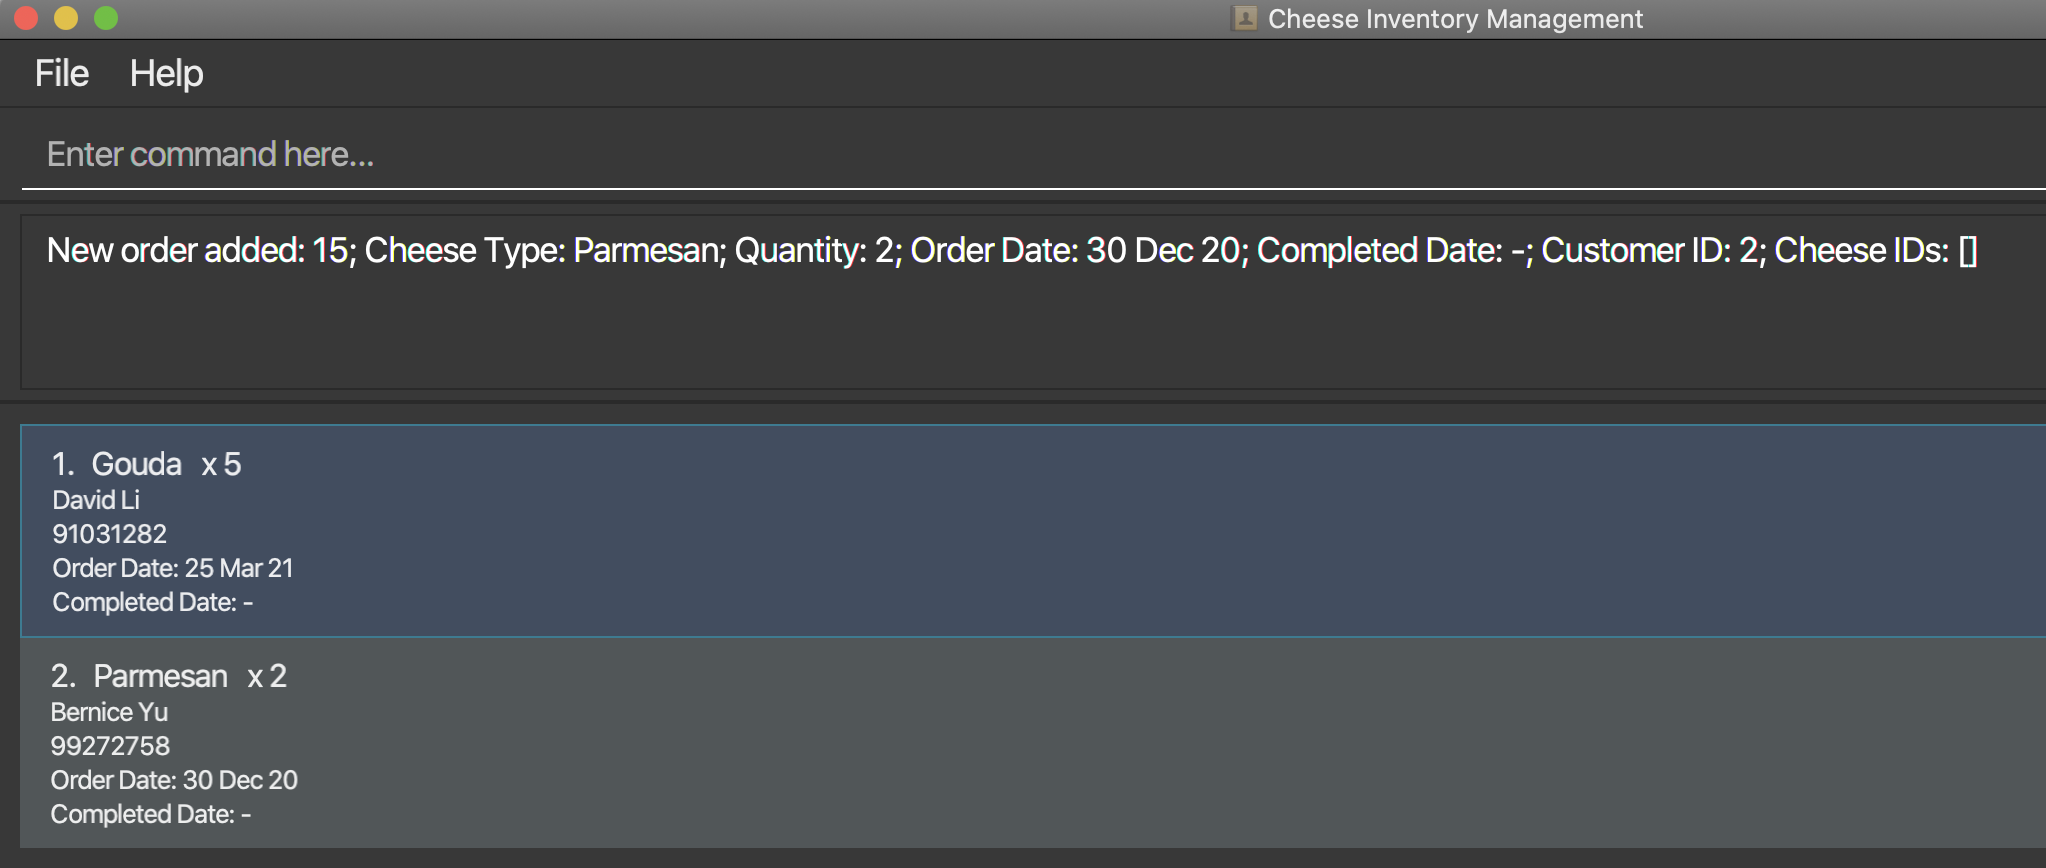 Cheese Inventory Management
File Help
Enter command here...
New order added: 15; Cheese Type: Parmesan; Quantity: 2; Order Date: 30 Dec 20; Completed Date: -; Customer ID: 2; Cheese IDs: []
1. Gouda x 5
David Li
91031282
Order Date: 25 Mar 21
Completed Date: -
2. Parmesan x 2
Bernice Yu
99272758
Order Date: 30 Dec 20
Completed Date: -